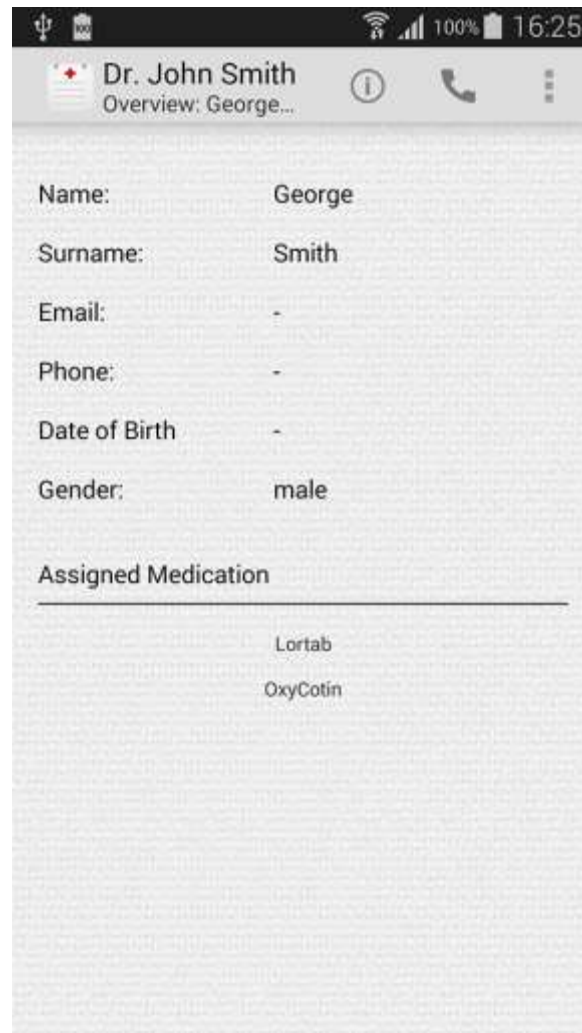 100% 16:25
Dr. John Smith
Overview: George...
Name: George
Surname: Smith
Email: -
Phone: -
Date of Birth -
Gender: male
Assigned Medication
Lortab
OxyCotin